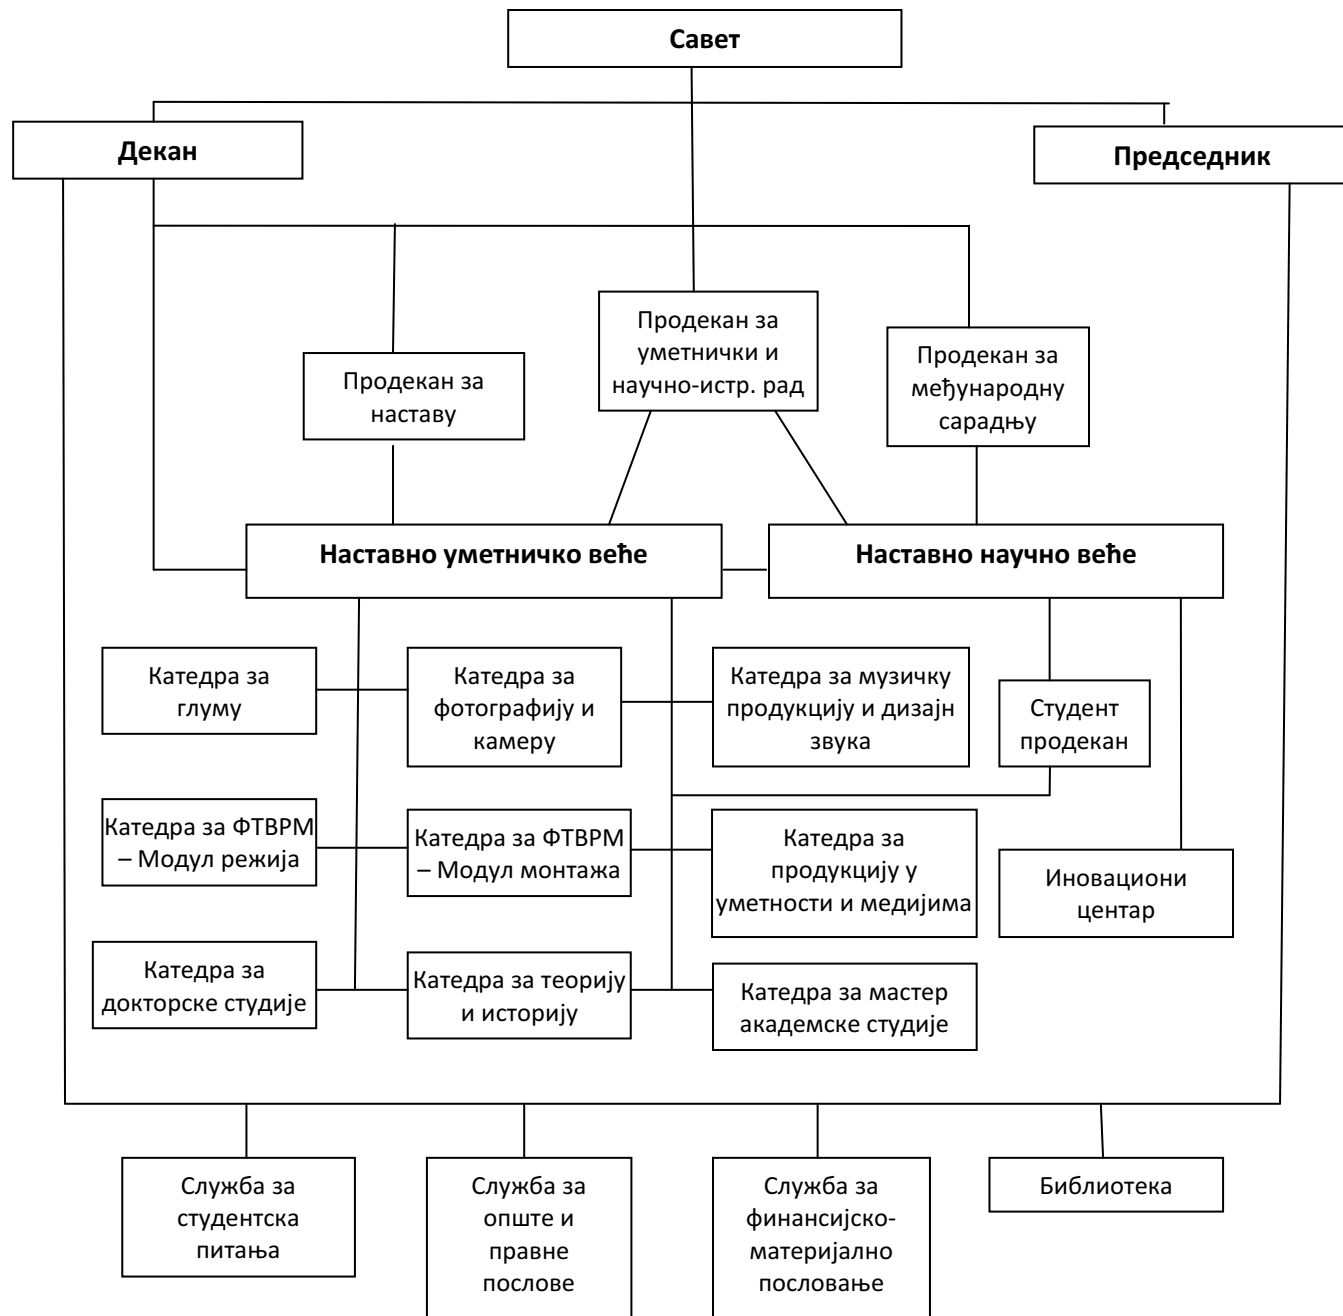 Савет
Декан
Председник
Продекан за
наставу
Продекан за
уметнички и
научно-истр. рад
Продекан за
међународну
сарадњу
Наставно уметничко веће
Наставно научно веће
Катедра за
глуму
Катедра за
фотографију и
камеру
Катедра за музичку
продукцију и дизајн
звука
Студент
продекан
Катедра за ФТВРМ
– Модул режија
Катедра за ФТВРМ
– Модул монтажа
Катедра за
продукцију у
уметности и медијима
Иновациони
центар
Катедра за
докторске студије
Катедра за теорију
и историју
Катедра за мастер
академске студије
Служба за
студентска
питања
Служба за
опште и
правне
послове
Служба за
финансијско-
материјално
пословање
Библиотека